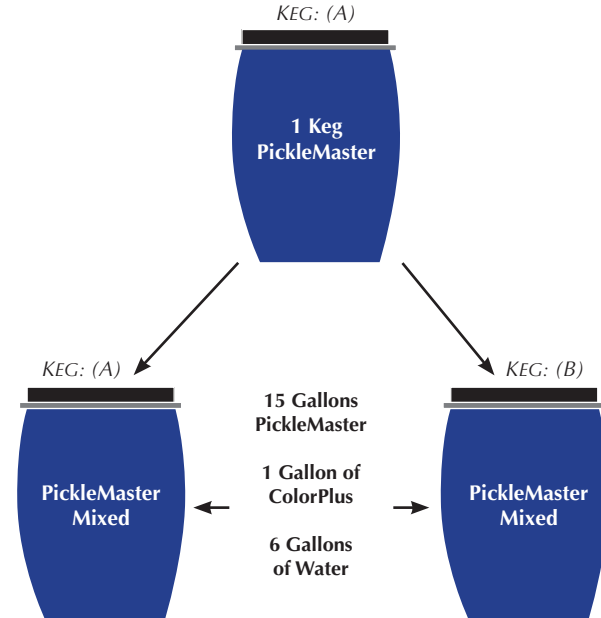 KEG: (A)
1 Keg
PickleMaster
KEG: (A)
KEG: (B)
15 Gallons
PickleMaster
1 Gallon of
ColorPlus
6 Gallons
of Water
PickleMaster
Mixed
PickleMaster
Mixed